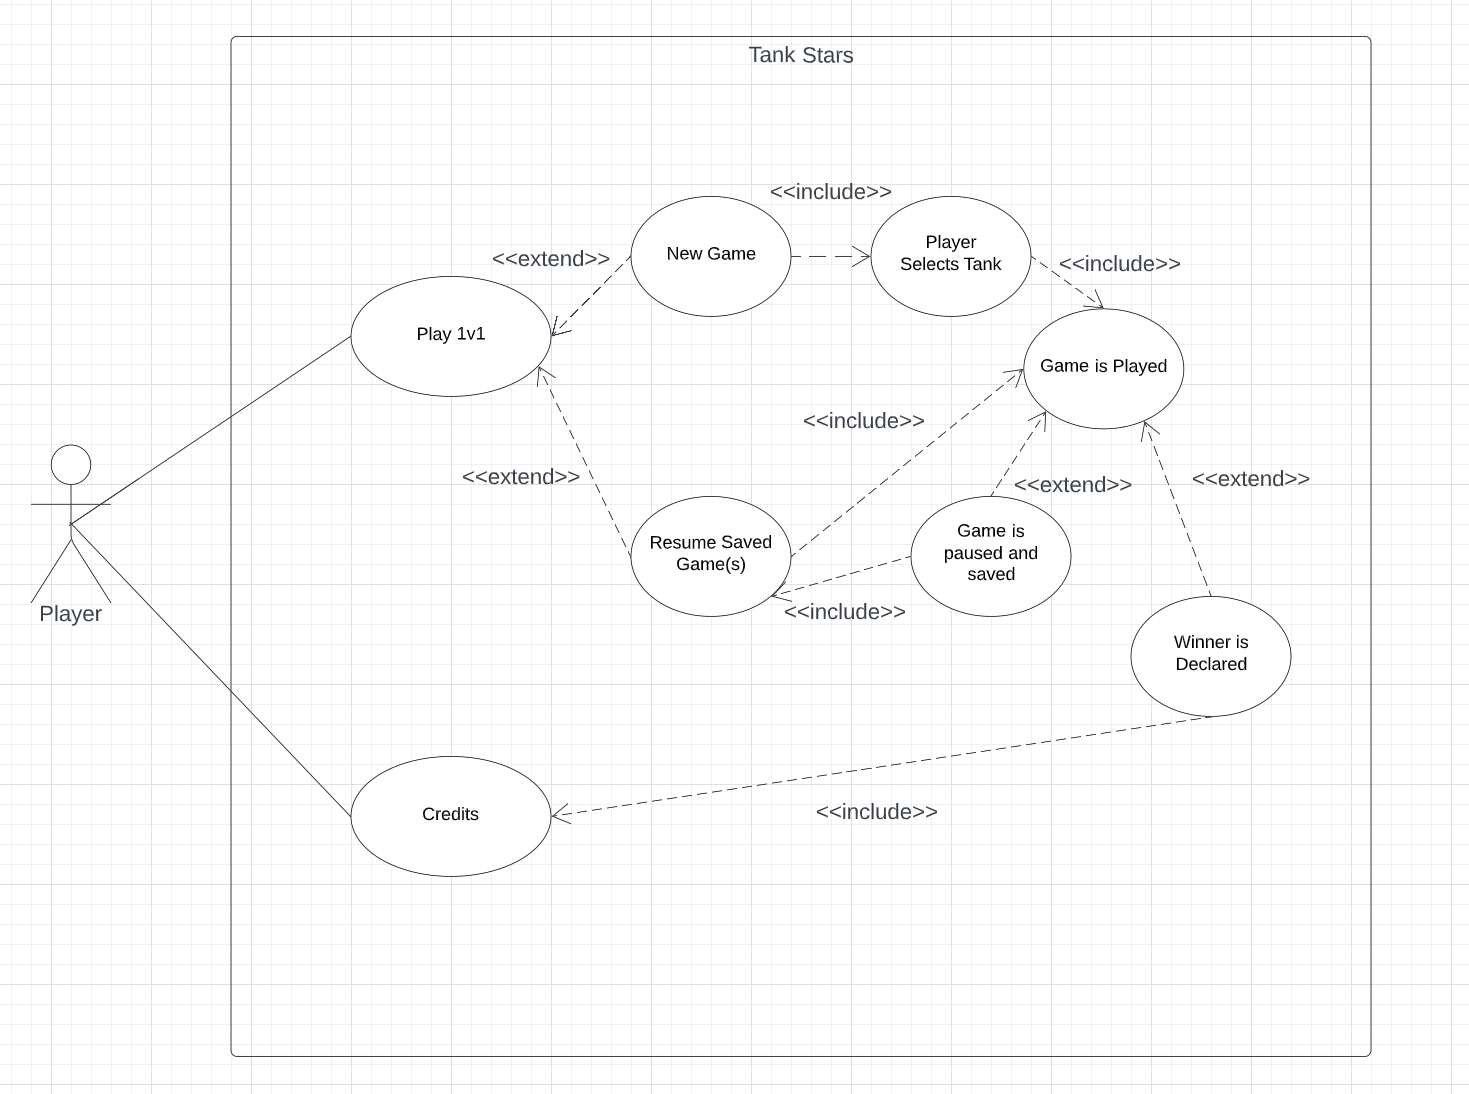 Tank Stars
<<include>>
New Game
Player
Selects Tank
<<extend>>
<<include>>
Play 1v1
Game is Played
<<include>>
<<extend>>
<<extend>>
<<extend>>
Resume Saved
Game(s)
Game is
paused and
saved
<<include>>
Player
Winner is
Declared
Credits
<<include>>